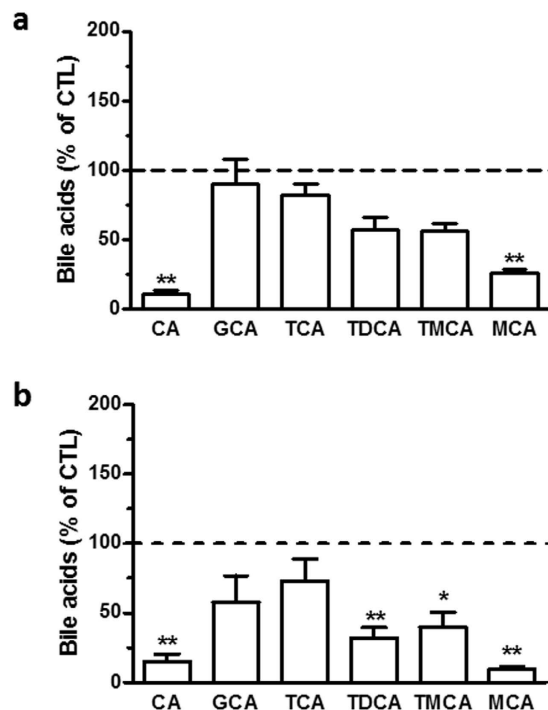 a
Bile acids (% of CTL)
200
150
100
50
0
**
**
CA GCA TCA TDCA TMCA MCA
b
Bile acids (% of CTL)
200
150
100
50
0
**
**
*
**
CA GCA TCA TDCA TMCA MCA